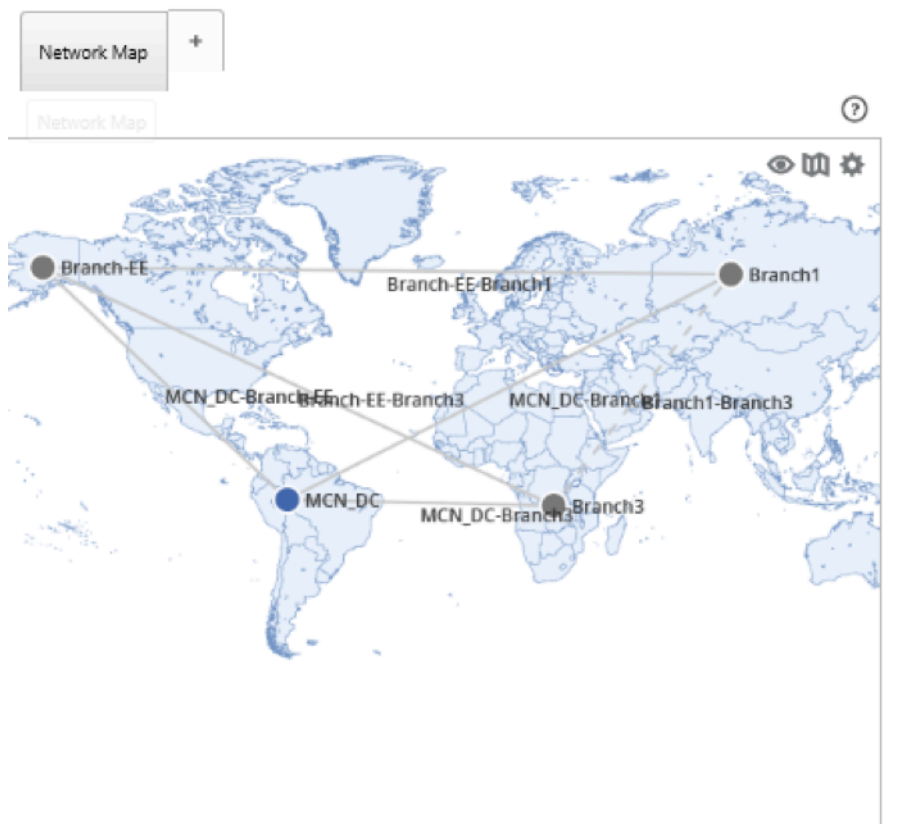 Network Map
+
Network Map
?
Branch-EE
Branch1
Branch-EE-Branch1
MCN_DC-Branch-EE
Branch-EE-Branch3
MCN_DC-Branch1
Branch1-Branch3
MCN_DC
Branch3
MCN_DC-Branch3